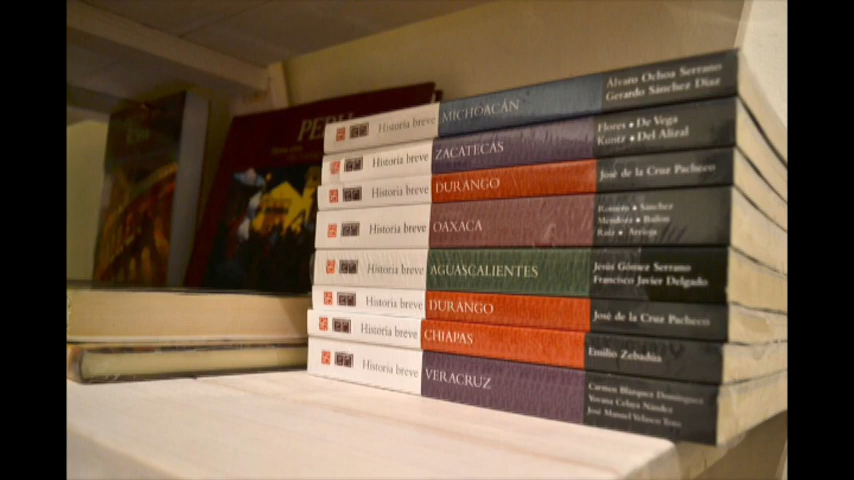 PERU
Historia breve MICHOACÁN Álvaro Ochoa Serrano
Gerardo Sánchez Díaz
Historia breve ZACATECAS Flores • De Vega
Kuntz • Del Alizal
Historia breve DURANGO José de la Cruz Pacheco
Historia breve OAXACA Romero • Sánchez
Mendoza • Bailón
Ruiz • Arrioja
Historia breve AGUASCALIENTES Jesús Gómez Serrano
Francisco Javier Delgado
Historia breve DURANGO José de la Cruz Pacheco
Historia breve CHIAPAS Emilio Zebadúa
Historia breve VERACRUZ Carmen Blázquez Domínguez
Yovana Celaya Nández
José Manuel Velasco Toro